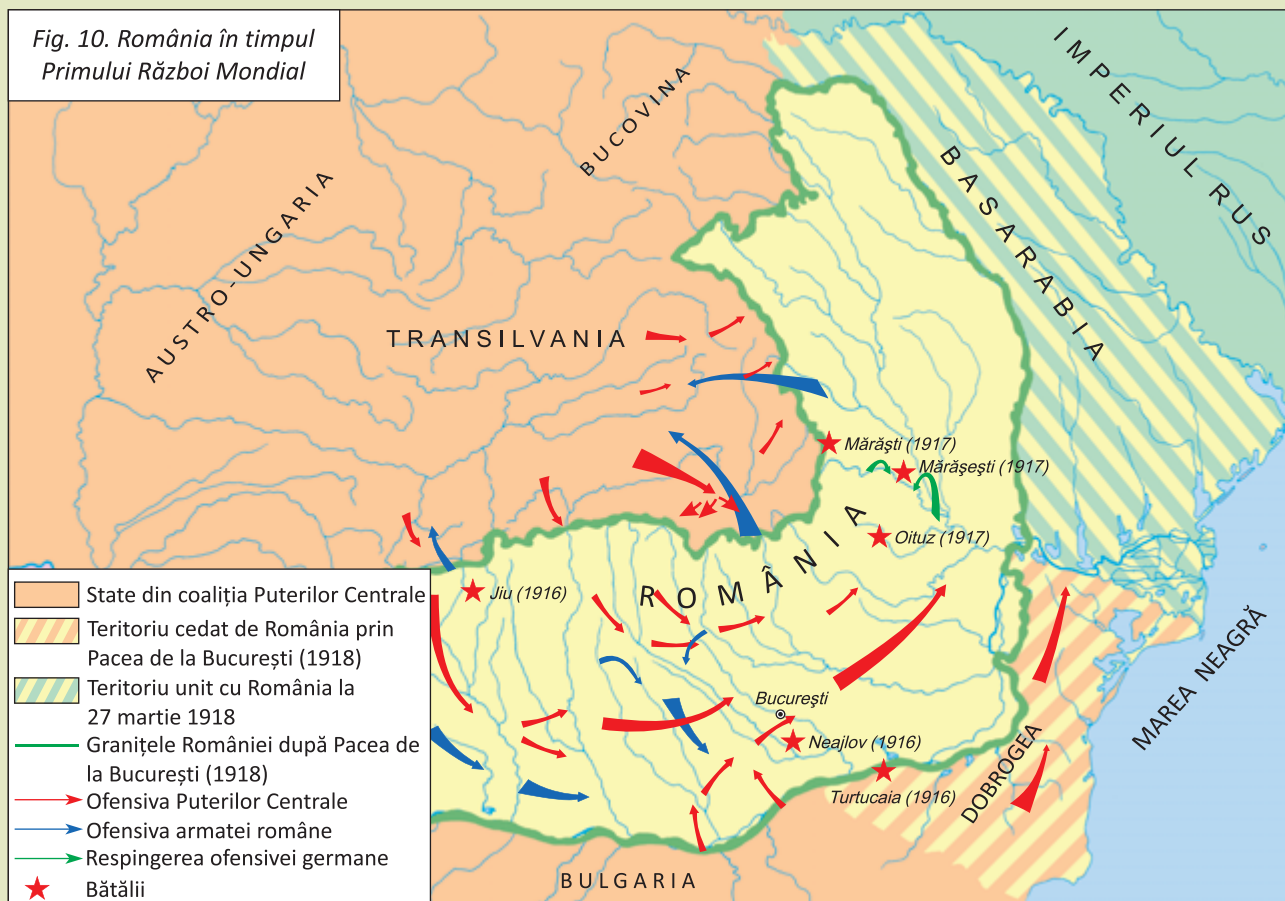 Fig. 10. România în timpul
Primului Război Mondial
IMPERIUL RUS
BUCOVINA
BASARABIA
AUSTRO-UNGARIA
TRANSILVANIA
Mărăști (1917)
Mărășești (1917)
Oituz (1917)
ROMÂNIA
Jiu (1916)
București
Neajlov (1916)
Turtucaia (1916)
DOBROGEA
MAREA NEAGRĂ
BULGARIA
State din coaliția Puterilor Centrale
Teritoriu cedat de România prin
Pacea de la București (1918)
Teritoriu unit cu România la
27 martie 1918
Granițele României după Pacea de
la București (1918)
Ofensiva Puterilor Centrale
Ofensiva armatei române
Respingerea ofensivei germane
Bătălii